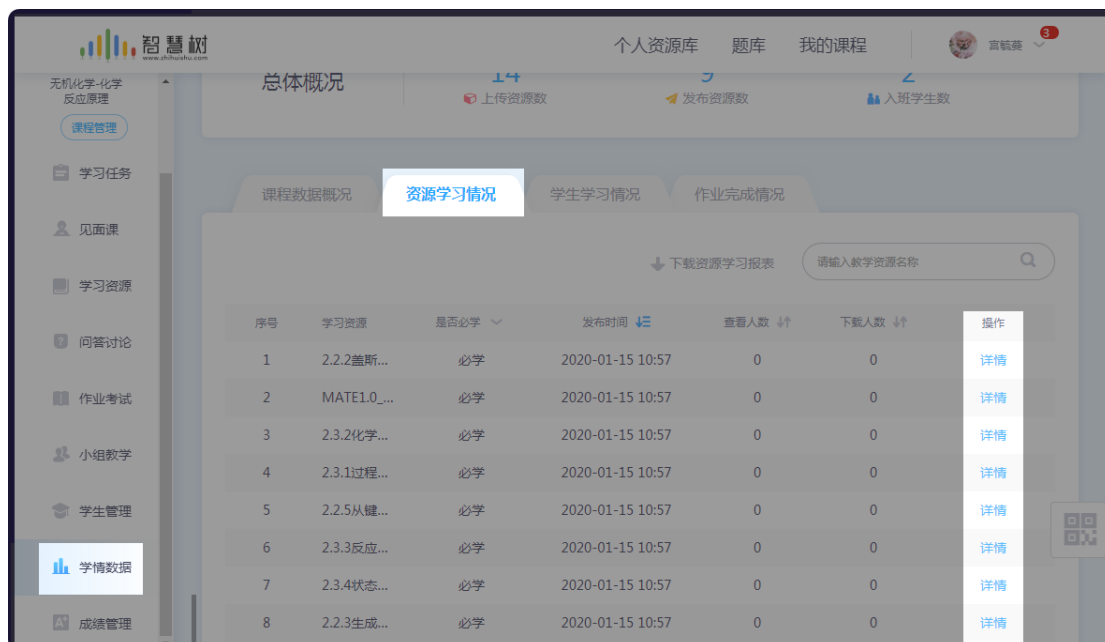 智慧树
www.zhihuishu.com
个人资源库 题库 我的课程 宫毓葵 3
无机化学-化学
反应原理
课程管理
学习任务
见面课
学习资源
问答讨论
作业考试
小组教学
学生管理
学情数据
成绩管理
总体概况
14 9 2
上传资源数 发布资源数 入班学生数
课程数据概况 资源学习情况 学生学习情况 作业完成情况
下载资源学习报表 请输入教学资源名称
序号 学习资源 是否必学 发布时间 查看人数 下载人数 操作
1 2.2.2盖斯... 必学 2020-01-15 10:57 0 0 详情
2 MATE1.0_... 必学 2020-01-15 10:57 0 0 详情
3 2.3.2化学... 必学 2020-01-15 10:57 0 0 详情
4 2.3.1过程... 必学 2020-01-15 10:57 0 0 详情
5 2.2.5从键... 必学 2020-01-15 10:57 0 0 详情
6 2.3.3反应... 必学 2020-01-15 10:57 0 0 详情
7 2.3.4状态... 必学 2020-01-15 10:57 0 0 详情
8 2.2.3生成... 必学 2020-01-15 10:57 0 0 详情